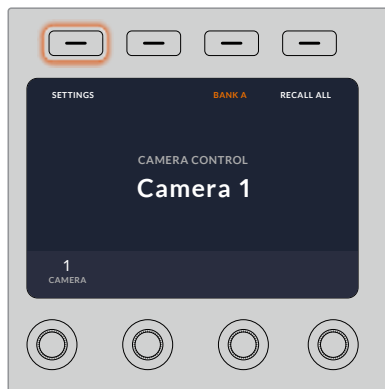 SETTINGS BANK A RECALL ALL
CAMERA CONTROL
Camera 1
1
CAMERA